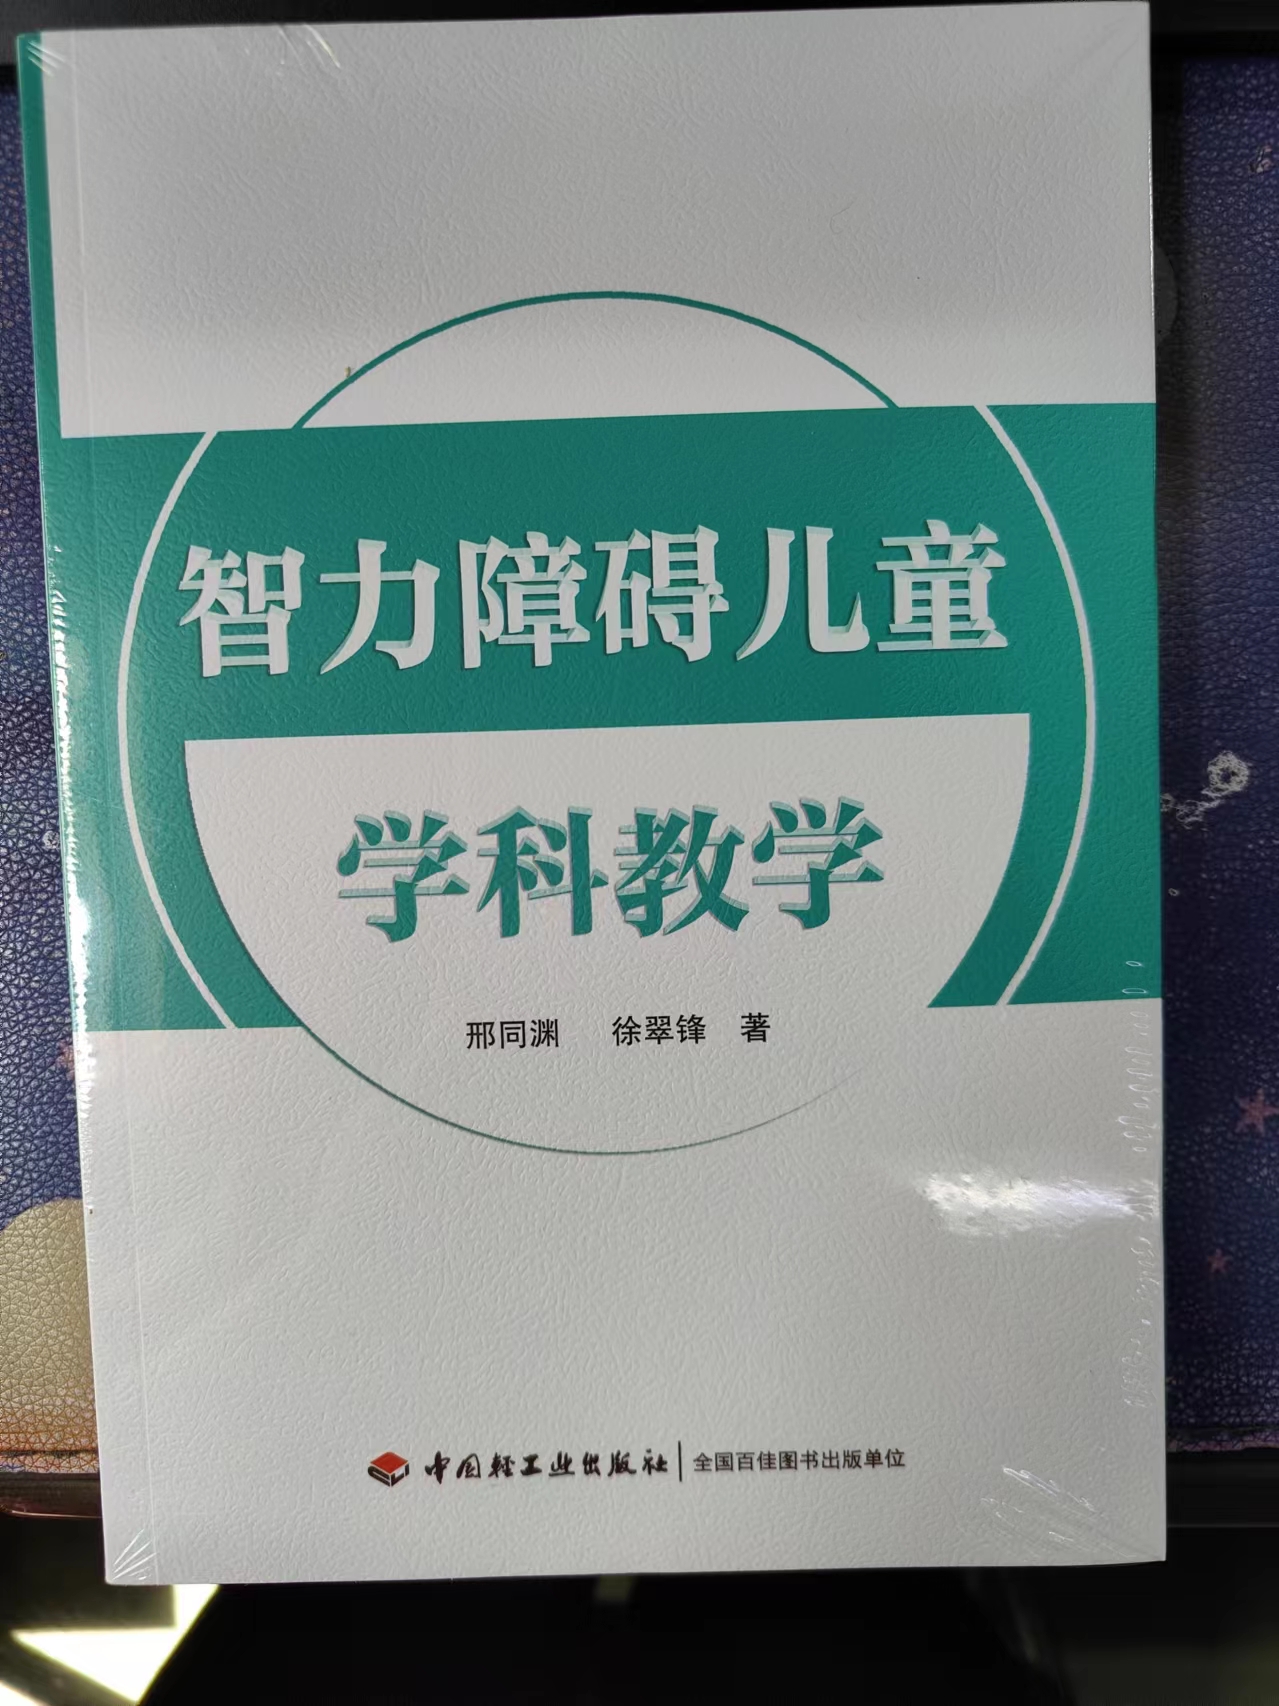 智力障碍儿童
学科教学
邢同渊 徐翠锋 著
中国轻工业出版社 全国百佳图书出版单位